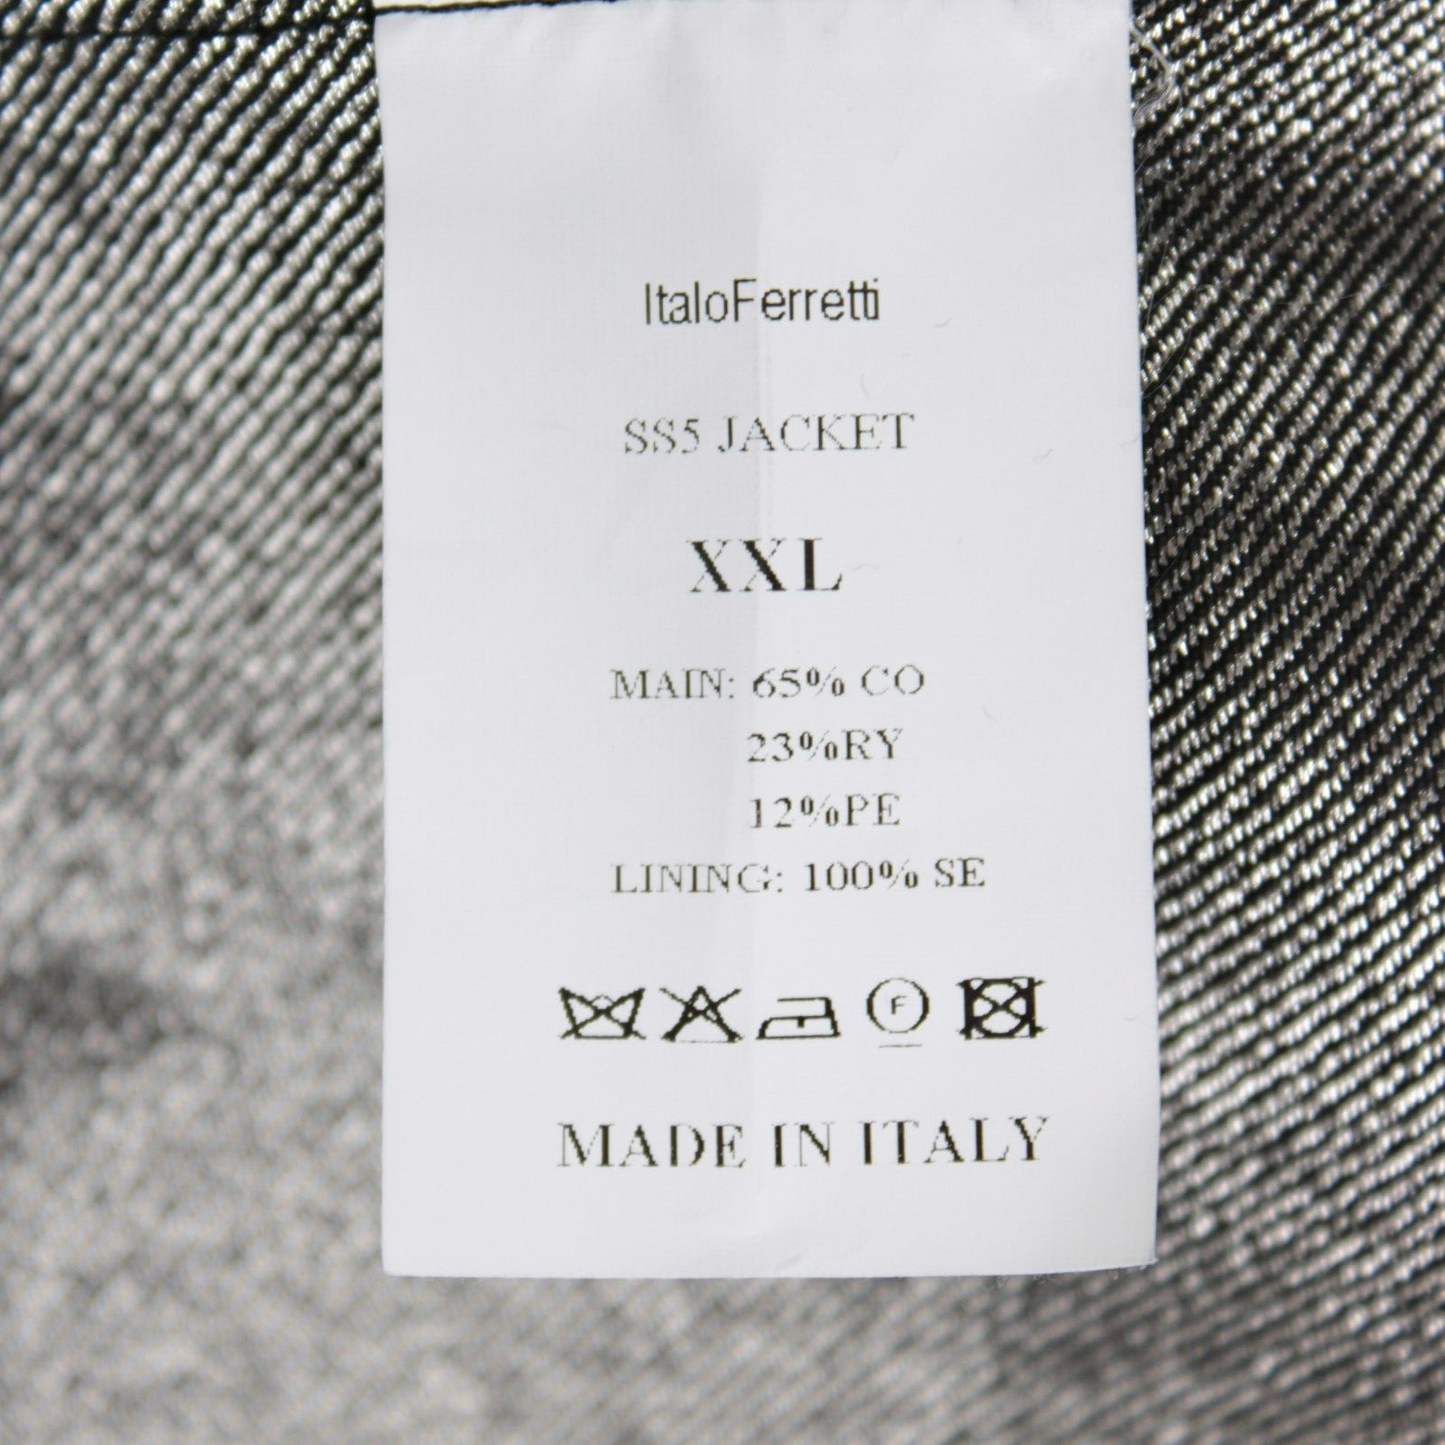 ItaloFerretti
SS5 JACKET
XXL
MAIN: 65% CO
23%RY
12%PE
LINING: 100% SE
F
MADE IN ITALY